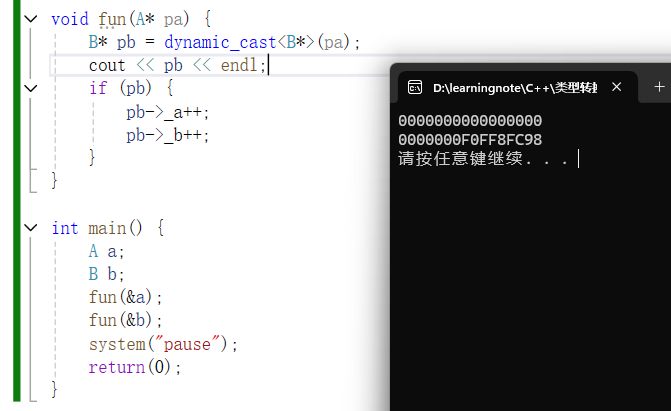 void fun(A* pa) {
B* pb = dynamic_cast<B*>(pa);
cout << pb << endl;
if (pb) {
pb->_a++;
pb->_b++;
}
}
int main() {
A a;
B b;
fun(&a);
fun(&b);
system("pause");
return(0);
}
D:\learningnote\C++\类型转换
0000000000000000
0000000F0FF8FC98
请按任意键继续. . .